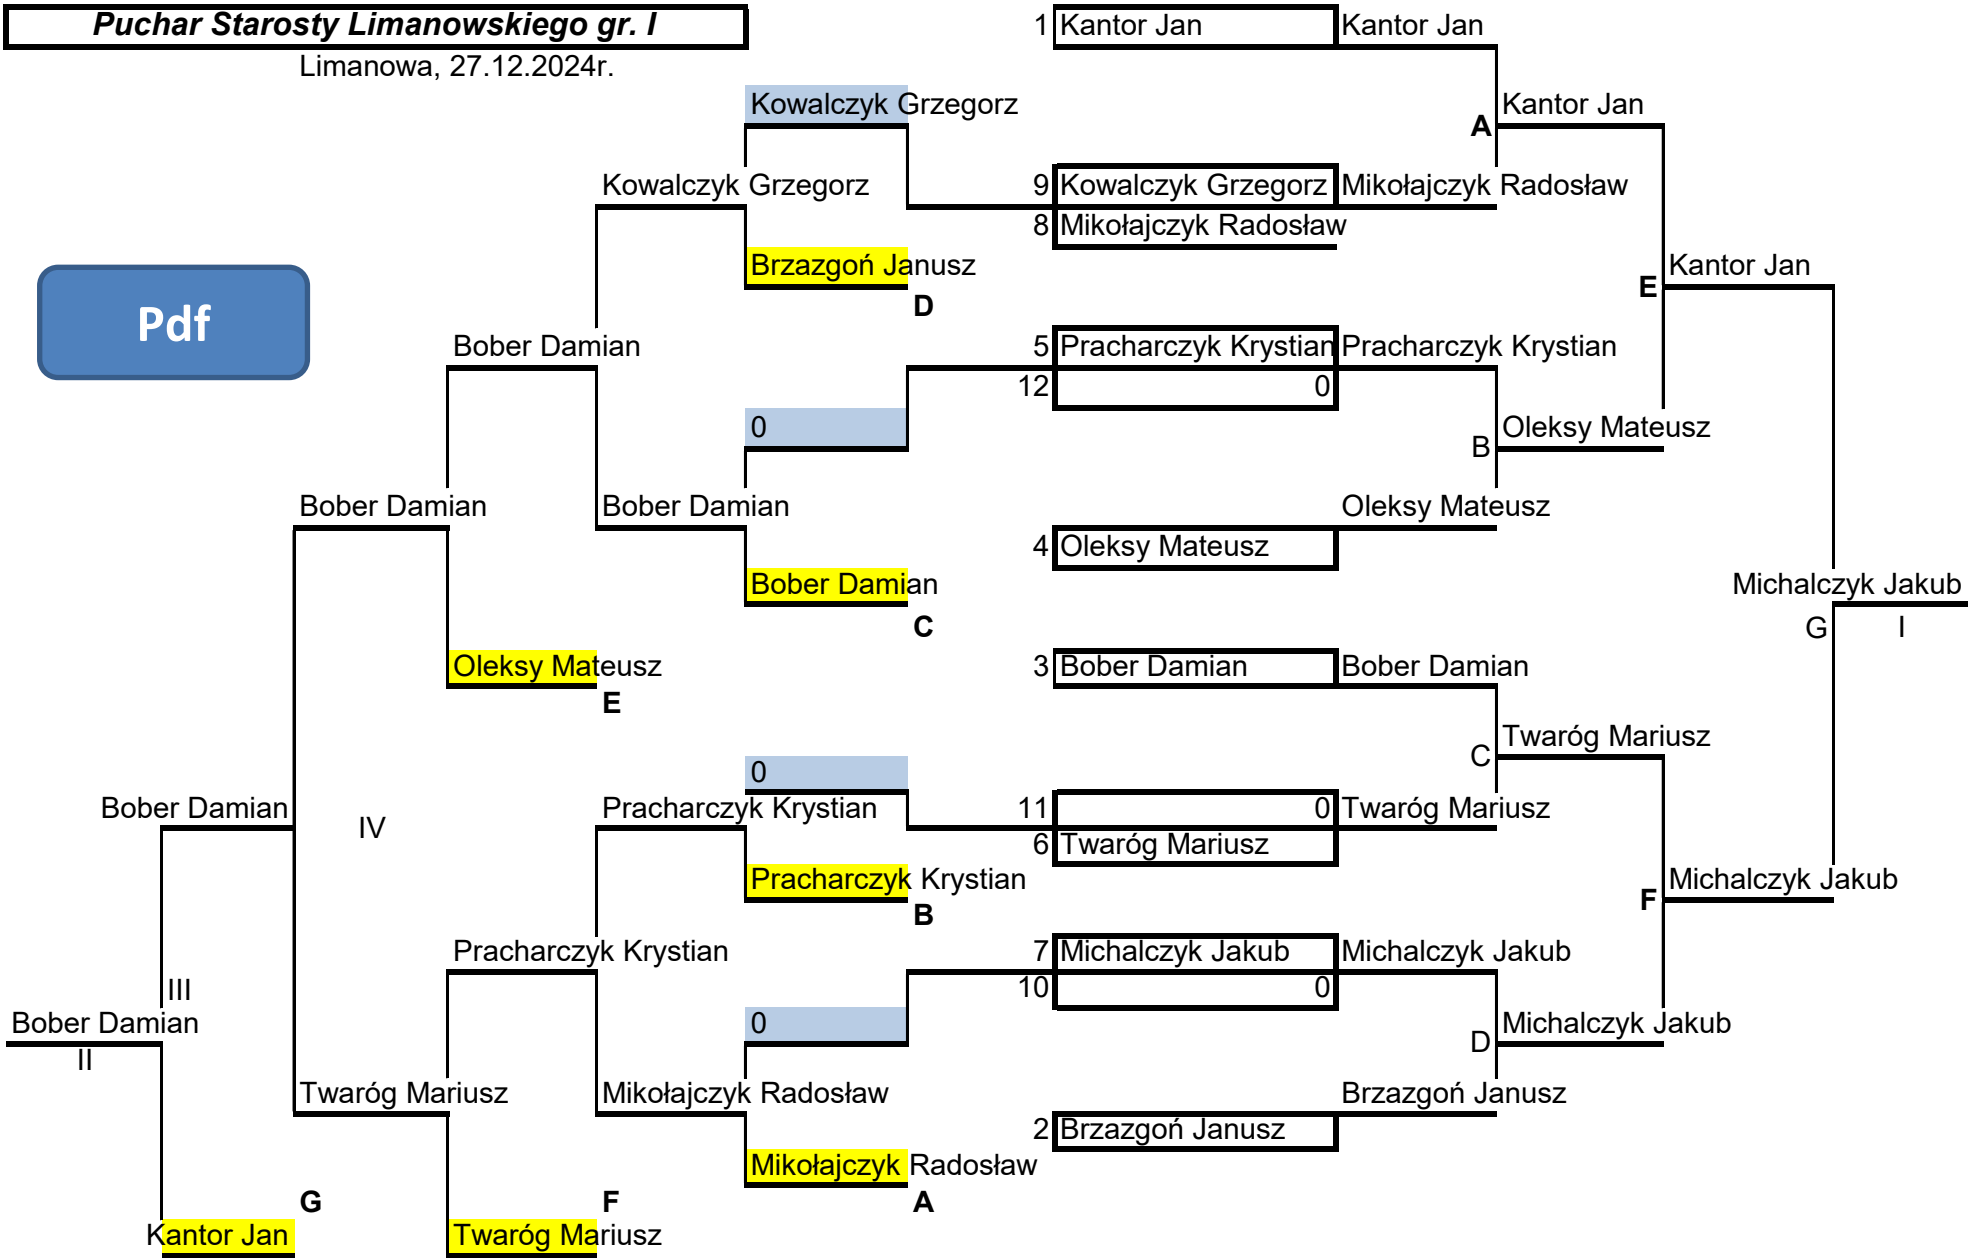 Puchar Starosty Limanowskiego gr. I
1 Kantor Jan Kantor Jan
Limanowa, 27.12.2024r.
Kowalczyk Grzegorz Kantor Jan
A
Kowalczyk Grzegorz 9 Kowalczyk Grzegorz Mikołajczyk Radosław
8 Mikołajczyk Radosław
Brzazgoń Janusz Kantor Jan
E
D
Pdf
Bober Damian 5 Pracharczyk Krystian Pracharczyk Krystian
12 0
0 Oleksy Mateusz
B
Bober Damian Bober Damian Oleksy Mateusz
4 Oleksy Mateusz
Bober Damian Michalczyk Jakub
C G I
Oleksy Mateusz 3 Bober Damian Bober Damian
E
Twaróg Mariusz
C
0
Bober Damian IV Pracharczyk Krystian 11 0 Twaróg Mariusz
6 Twaróg Mariusz
Pracharczyk Krystian Michalczyk Jakub
F
B
Pracharczyk Krystian 7 Michalczyk Jakub Michalczyk Jakub
III 10 0
Bober Damian 0 Michalczyk Jakub
II D
Twaróg Mariusz Mikołajczyk Radosław Brzazgoń Janusz
2 Brzazgoń Janusz
Mikołajczyk Radosław
G F A
Kantor Jan Twaróg Mariusz